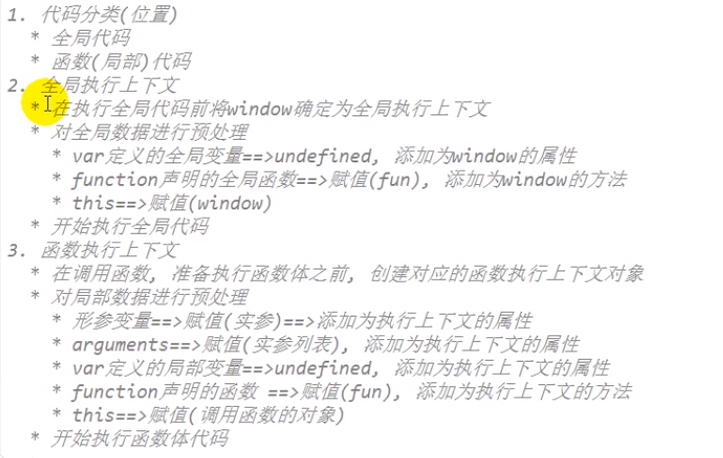 1. 代码分类(位置)
* 全局代码
* 函数(局部)代码
2. 全局执行上下文
* 在执行全局代码前将window确定为全局执行上下文
* 对全局数据进行预处理
* var定义的全局变量==>undefined, 添加为window的属性
* function声明的全局函数==>赋值(fun), 添加为window的方法
* this==>赋值(window)
* 开始执行全局代码
3. 函数执行上下文
* 在调用函数, 准备执行函数体之前, 创建对应的函数执行上下文对象
* 对局部数据进行预处理
* 形参变量==>赋值(实参)==>添加为执行上下文的属性
* arguments==>赋值(实参列表), 添加为执行上下文的属性
* var定义的局部变量==>undefined, 添加为执行上下文的属性
* function声明的函数 ==>赋值(fun), 添加为执行上下文的方法
* this==>赋值(调用函数的对象)
* 开始执行函数体代码